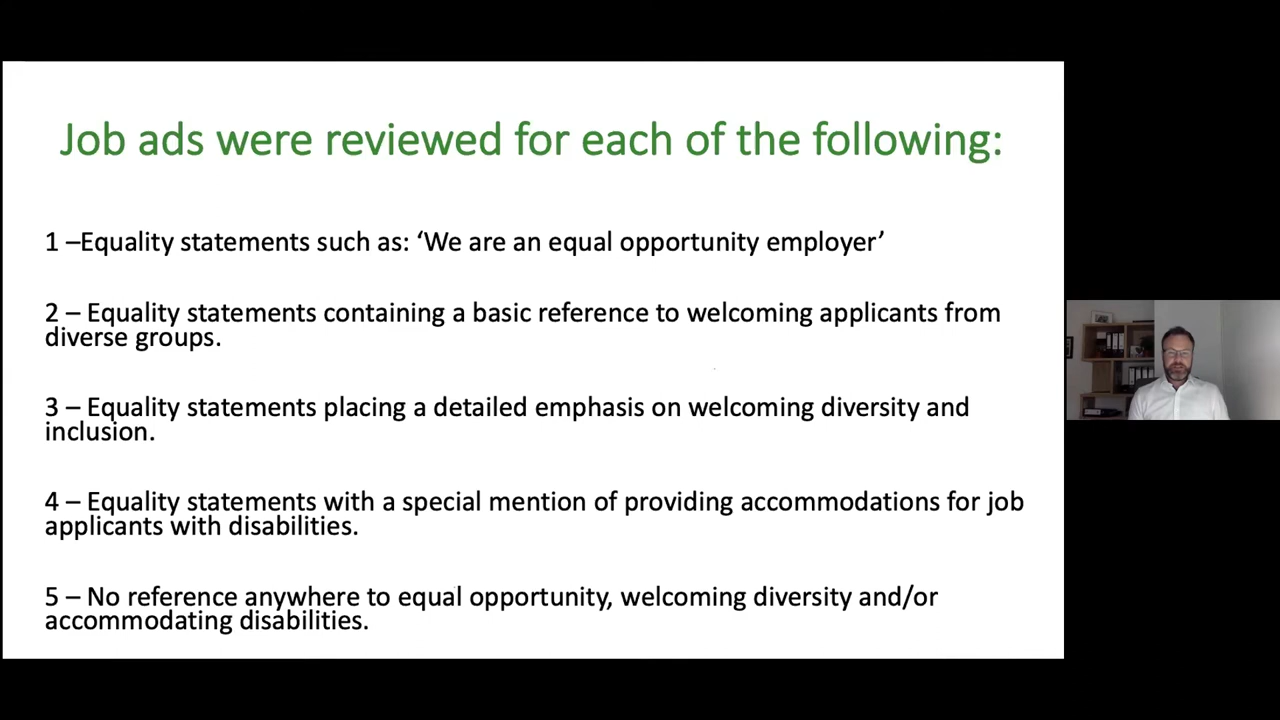 Job ads were reviewed for each of the following:
1 –Equality statements such as: ‘We are an equal opportunity employer’
2 – Equality statements containing a basic reference to welcoming applicants from
diverse groups.
3 – Equality statements placing a detailed emphasis on welcoming diversity and
inclusion.
4 – Equality statements with a special mention of providing accommodations for job
applicants with disabilities.
5 – No reference anywhere to equal opportunity, welcoming diversity and/or
accommodating disabilities.